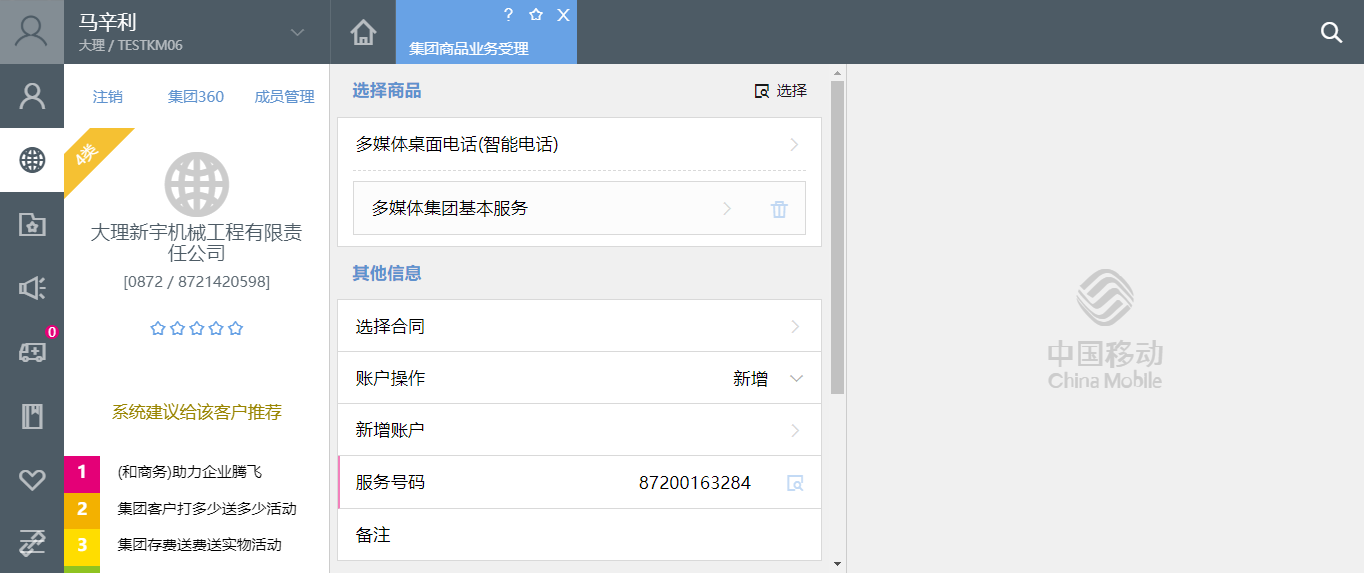 马辛利
大理 / TESTKM06
? X
集团商品业务受理
注销 集团360 成员管理
4类
大理新宇机械工程有限责
任公司
[0872 / 8721420598]
0
系统建议给该客户推荐
1 (和商务)助力企业腾飞
2 集团客户打多少送多少活动
3 集团存费送费送实物活动
选择商品 选择
多媒体桌面电话(智能电话)
多媒体集团基本服务
其他信息
选择合同
账户操作 新增
新增账户
服务号码 87200163284
备注
中国移动
China Mobile